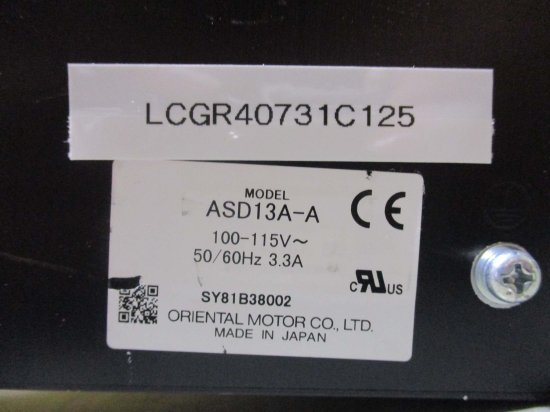 LCGR40731C125
MODEL
ASD13A-A
CE
100-115V~
50/60Hz 3.3A
c RU US
SY81B38002
ORIENTAL MOTOR CO., LTD.
MADE IN JAPAN